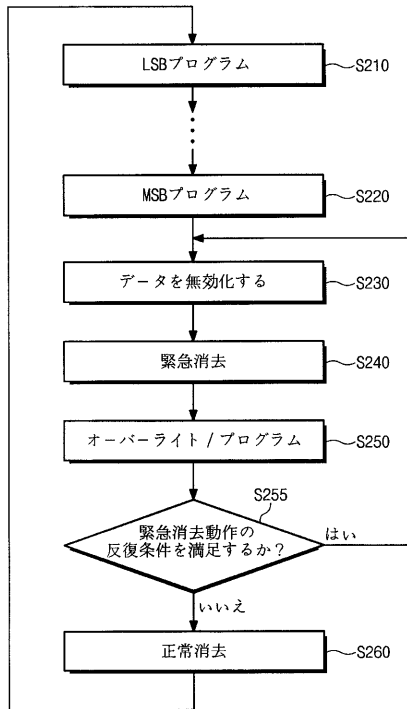 LSBプログラム
S210
MSBプログラム
S220
データを無効化する
S230
緊急消去
S240
オーバーライト / プログラム
S250
S255
緊急消去動作の
反復条件を満足するか?
はい
いいえ
正常消去
S260